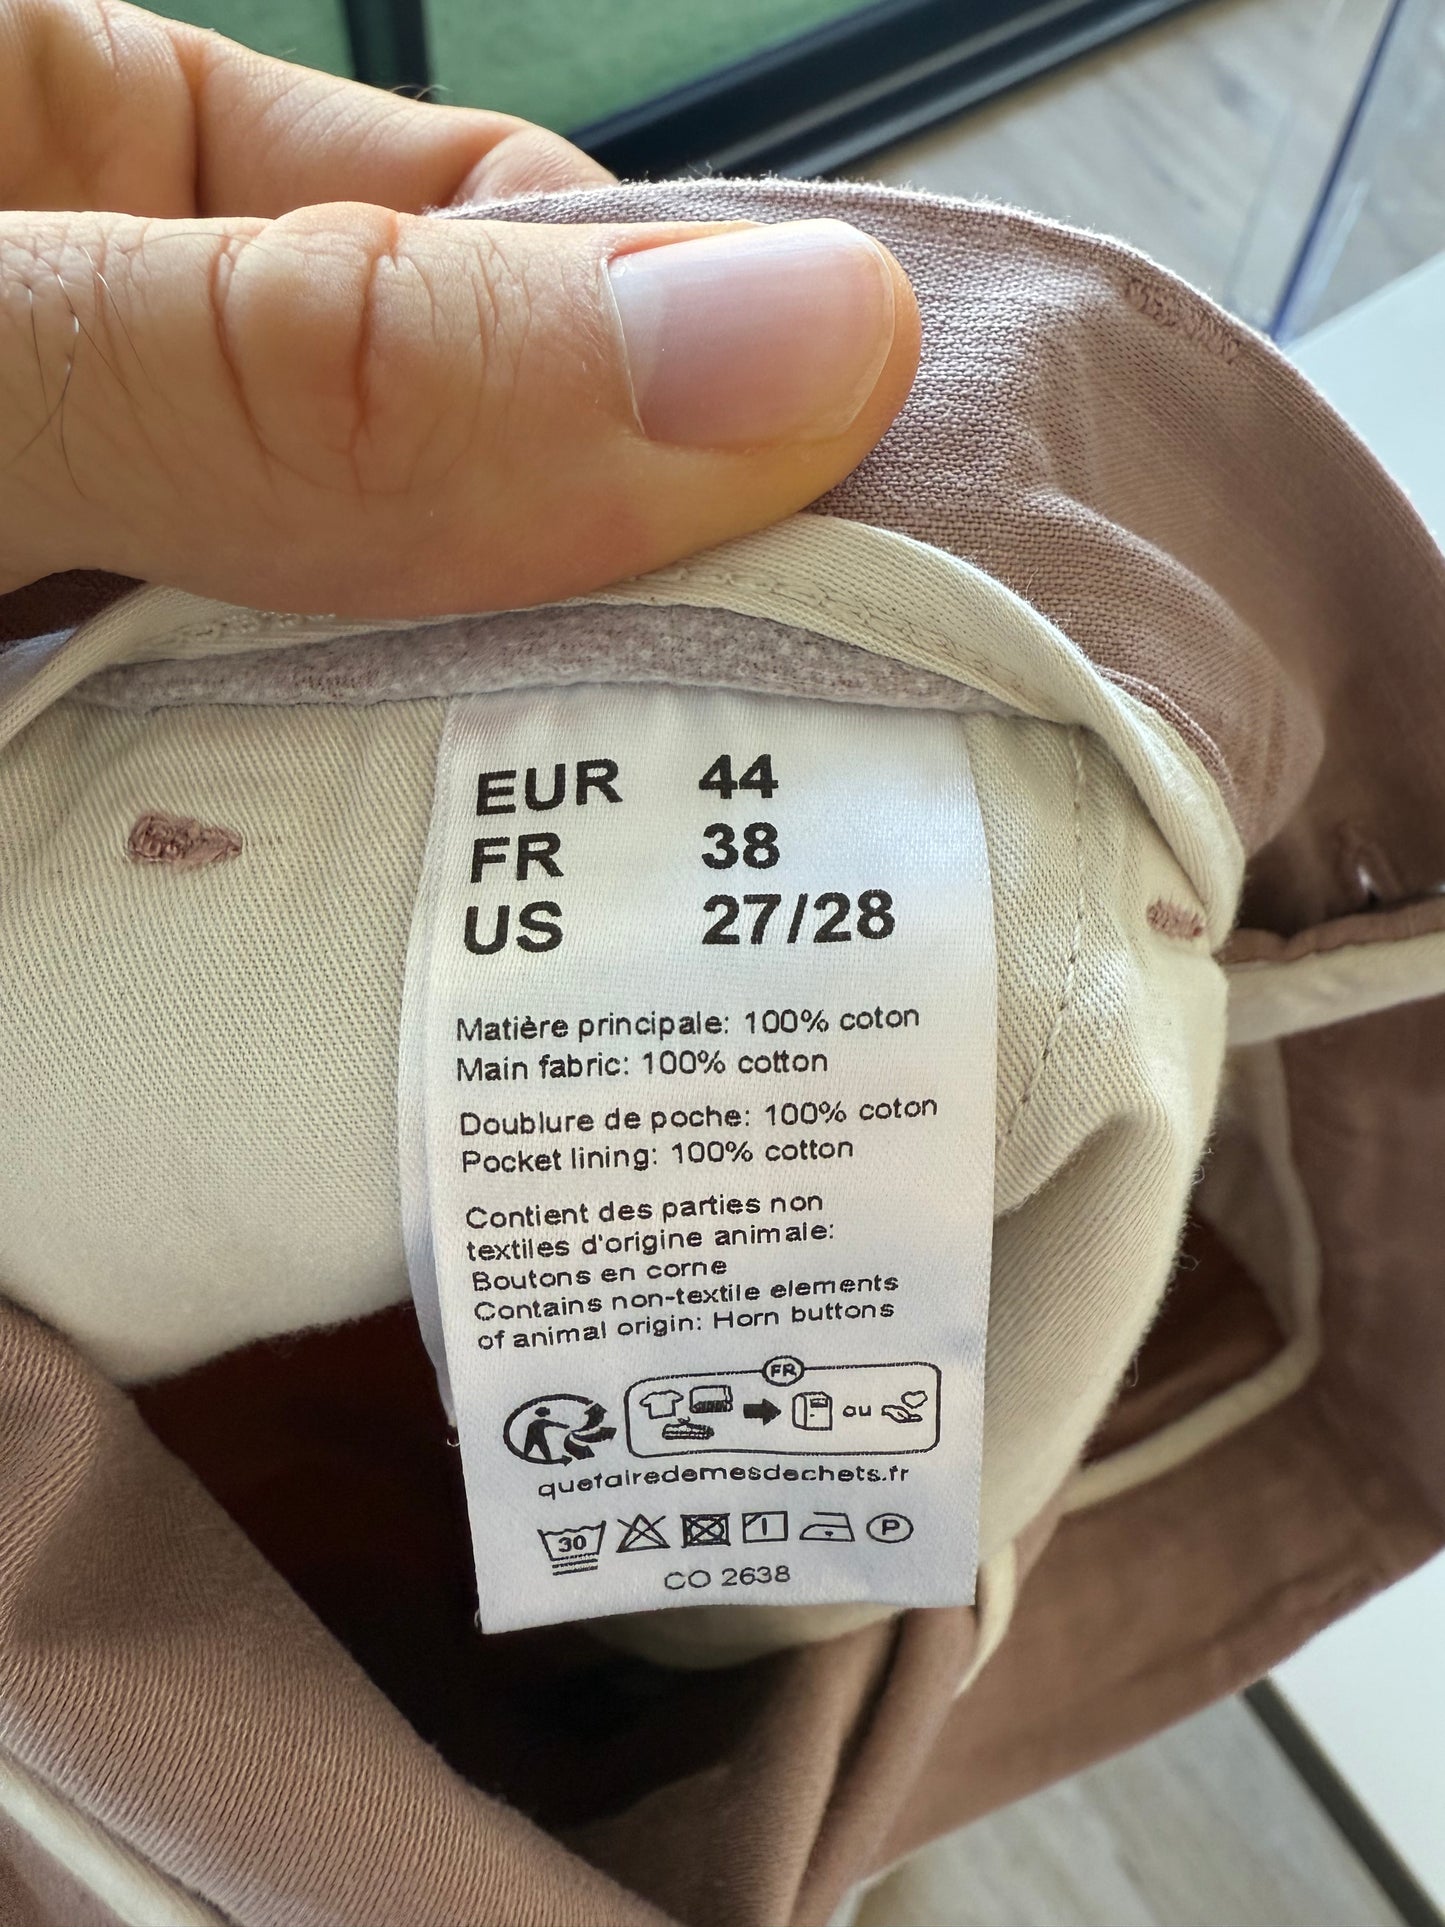 EUR 44
FR 38
US 27/28
Matière principale: 100% coton
Main fabric: 100% cotton
Doublure de poche: 100% coton
Pocket lining: 100% cotton
Contient des parties non
textiles d'origine animale:
Boutons en corne
Contains non-textile elements
of animal origin: Horn buttons
FR
ou
quefairedemesdechets.fr
30 P
CO 2638